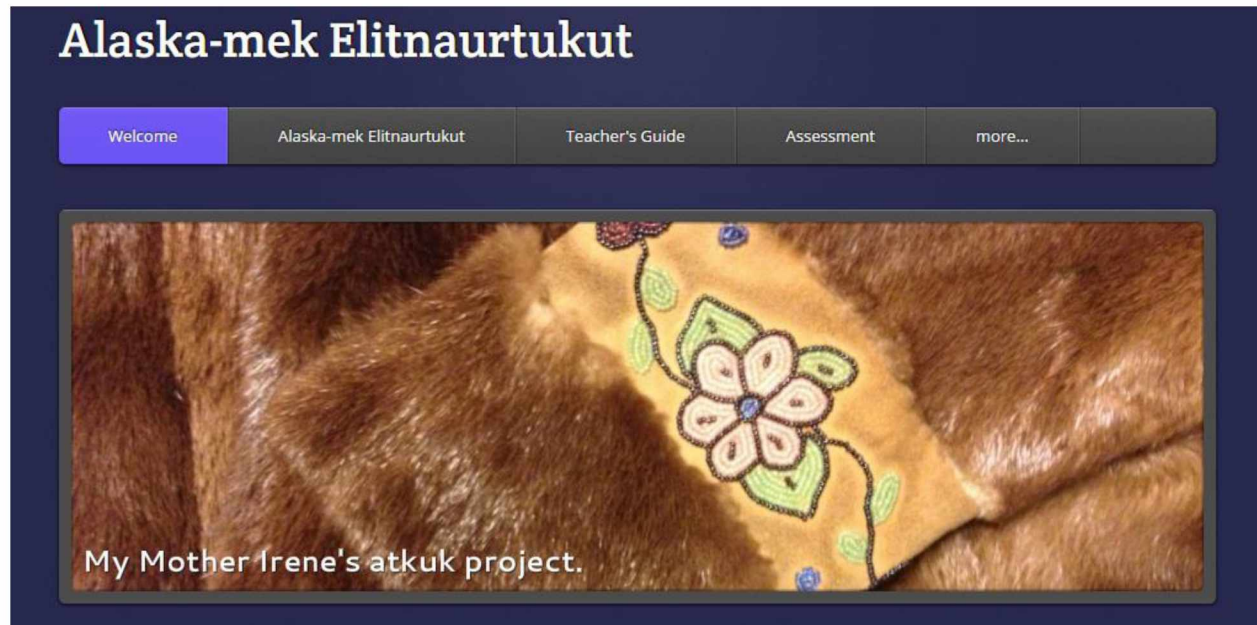 Alaska-mek Elitnaurtukut
Welcome Alaska-mek Elitnaurtukut Teacher's Guide Assessment more...
My Mother Irene's atkuk project.